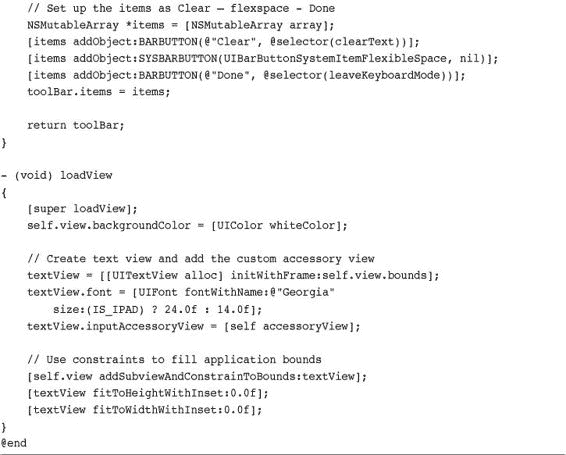 // Set up the items as Clear – flexspace - Done
NSMutableArray *items = [NSMutableArray array];
[items addObject:BARBUTTON(@"Clear", @selector(clearText))];
[items addObject:SYSBARBUTTON(UIBarButtonSystemItemFlexibleSpace, nil)];
[items addObject:BARBUTTON(@"Done", @selector(leaveKeyboardMode))];
toolBar.items = items;
return toolBar;
}
- (void) loadView
{
[super loadView];
self.view.backgroundColor = [UIColor whiteColor];
// Create text view and add the custom accessory view
textView = [[UITextView alloc] initWithFrame:self.view.bounds];
textView.font = [UIFont fontWithName:@"Georgia"
size:(IS_IPAD) ? 24.0f : 14.0f];
textView.inputAccessoryView = [self accessoryView];
// Use constraints to fill application bounds
[self.view addSubviewAndConstrainToBounds:textView];
[textView fitToHeightWithInset:0.0f];
[textView fitToWidthWithInset:0.0f];
}
@end